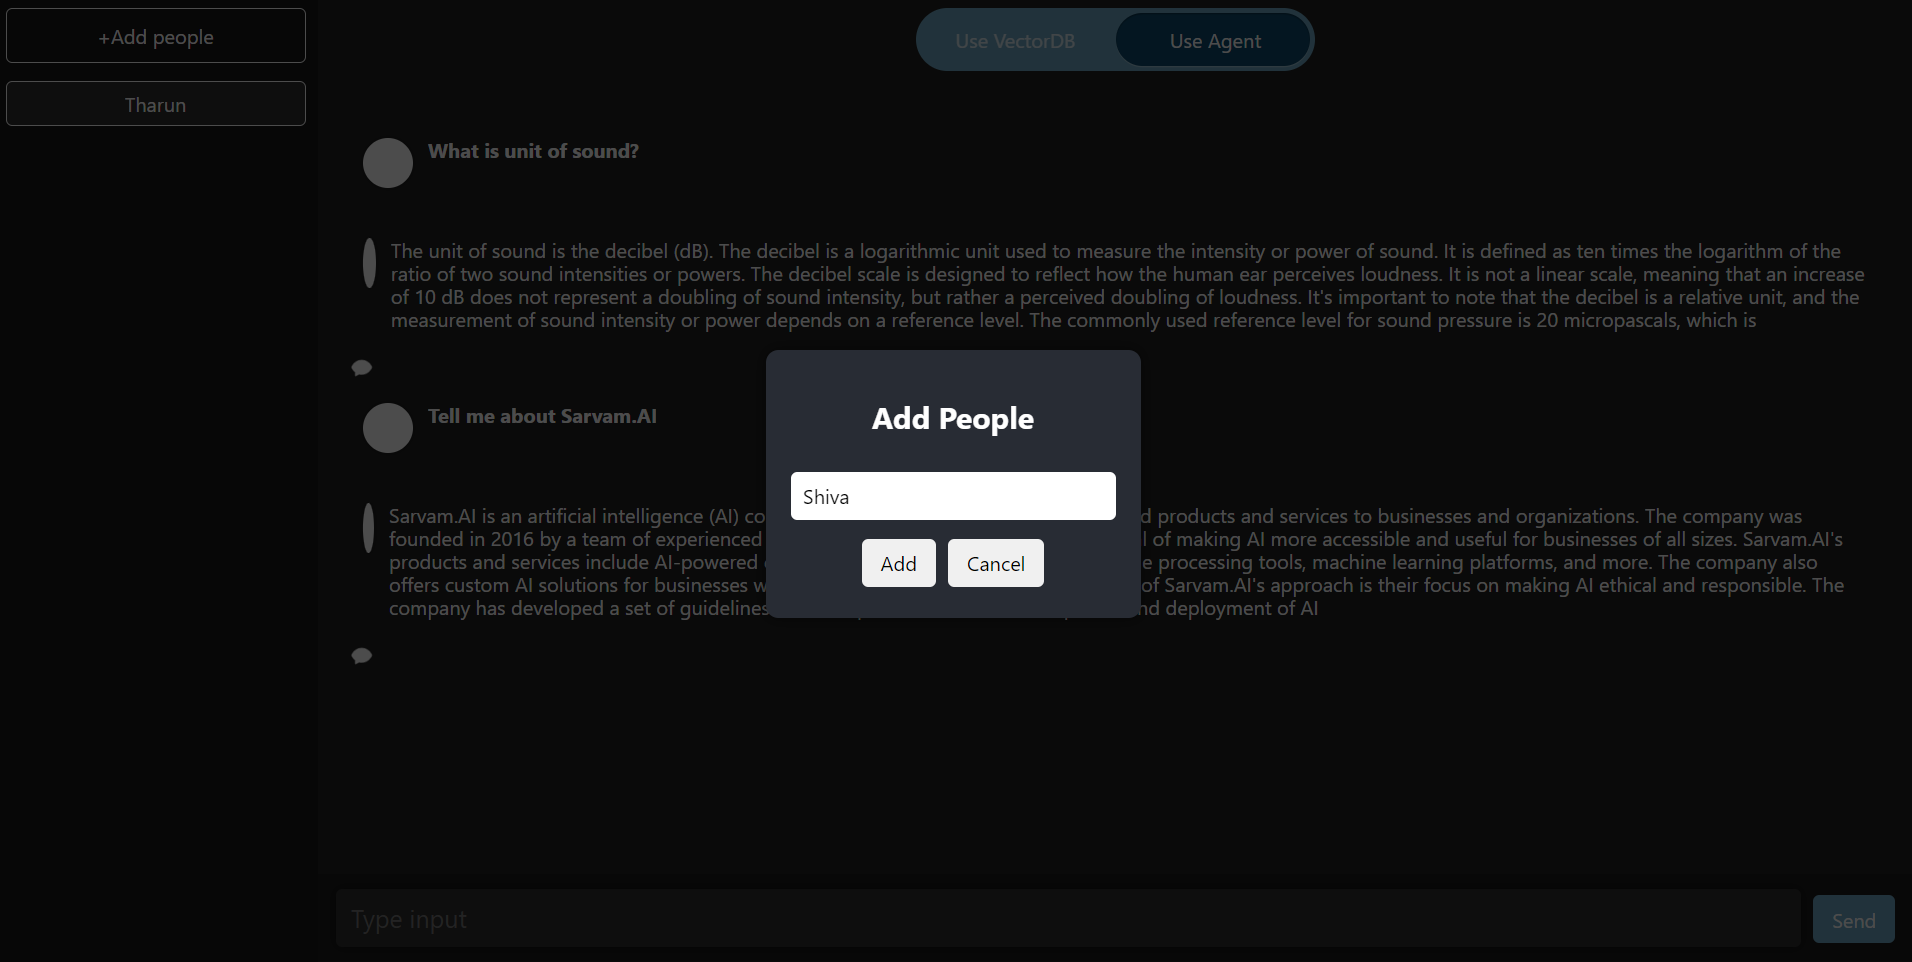 +Add people
Tharun
Use VectorDB
Use Agent
What is unit of sound?
The unit of sound is the decibel (dB). The decibel is a logarithmic unit used to measure the intensity or power of sound. It is defined as ten times the logarithm of the
ratio of two sound intensities or powers. The decibel scale is designed to reflect how the human ear perceives loudness. It is not a linear scale, meaning that an increase
of 10 dB does not represent a doubling of sound intensity, but rather a perceived doubling of loudness. It's important to note that the decibel is a relative unit, and the
measurement of sound intensity or power depends on a reference level. The commonly used reference level for sound pressure is 20 micropascals, which is
Tell me about Sarvam.AI
Sarvam.AI is an artificial intelligence (AI) co d products and services to businesses and organizations. The company was
founded in 2016 by a team of experienced l of making AI more accessible and useful for businesses of all sizes. Sarvam.AI's
products and services include AI-powered e processing tools, machine learning platforms, and more. The company also
offers custom AI solutions for businesses w of Sarvam.AI's approach is their focus on making AI ethical and responsible. The
company has developed a set of guidelines nd deployment of AI
Add People
Shiva
Add
Cancel
Type input
Send